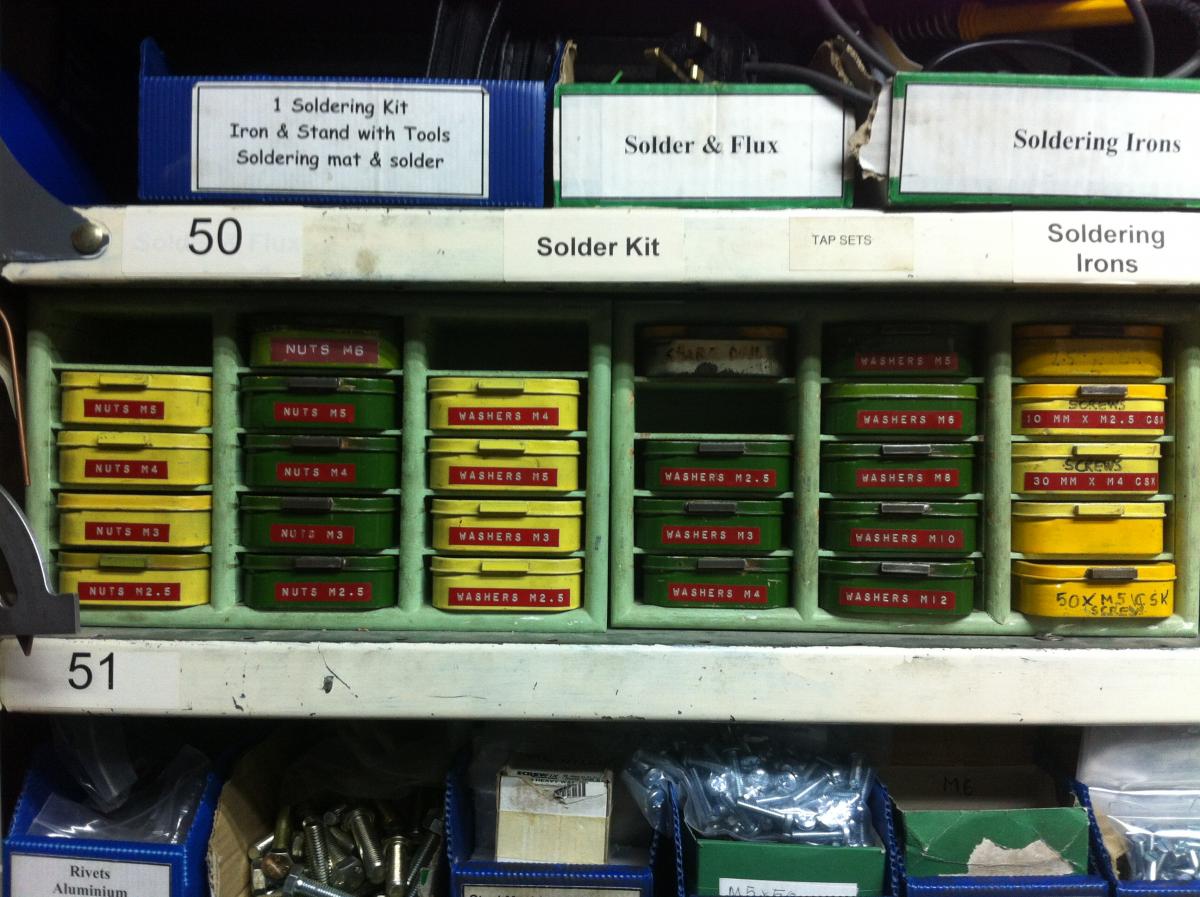 1 Soldering Kit
Iron & Stand with Tools
Soldering mat & solder
Solder & Flux
Soldering Irons
50
Solder Kit
TAP SETS
Soldering
Irons
NUTS M6
WASHERS M5
NUTS M5
NUTS M5
WASHERS M4
WASHERS M6
SCREWS
10 MM X M2.5 CSK
NUTS M4
NUTS M4
WASHERS M5
WASHERS M2.5
WASHERS M8
SCREWS
30 MM X M4 CSK
NUTS M3
NUTS M3
WASHERS M3
WASHERS M3
WASHERS M10
NUTS M2.5
NUTS M2.5
WASHERS M2.5
WASHERS M4
WASHERS M12
50X M5 CSK
SCREWS
51
M6
Rivets
Aluminium